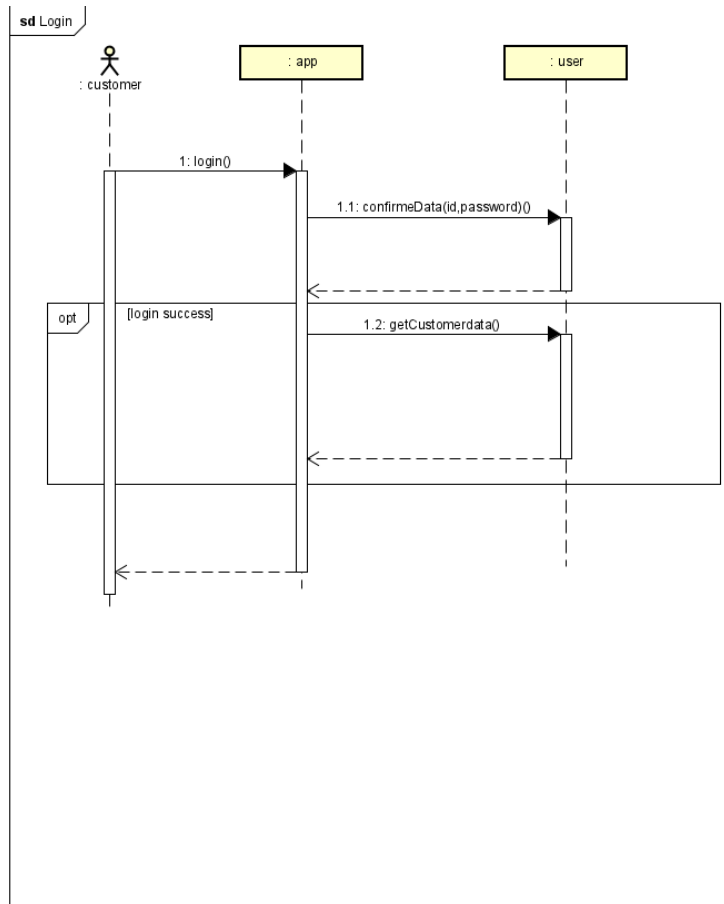 sd Login
: customer
: app
: user
1: login()
1.1: confirmeData(id,password)()
opt
[login success]
1.2: getCustomerdata()